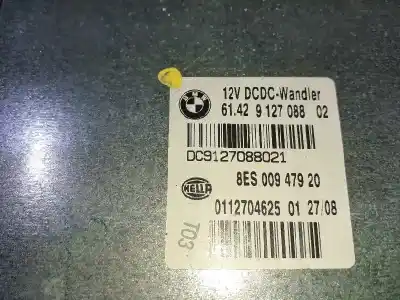 BMW
12V DCDC-Wandler
61.42 9 127 088 02
DC9127088021
8ES 009 479 20
HELLA
0112704625 01 27/08
T03